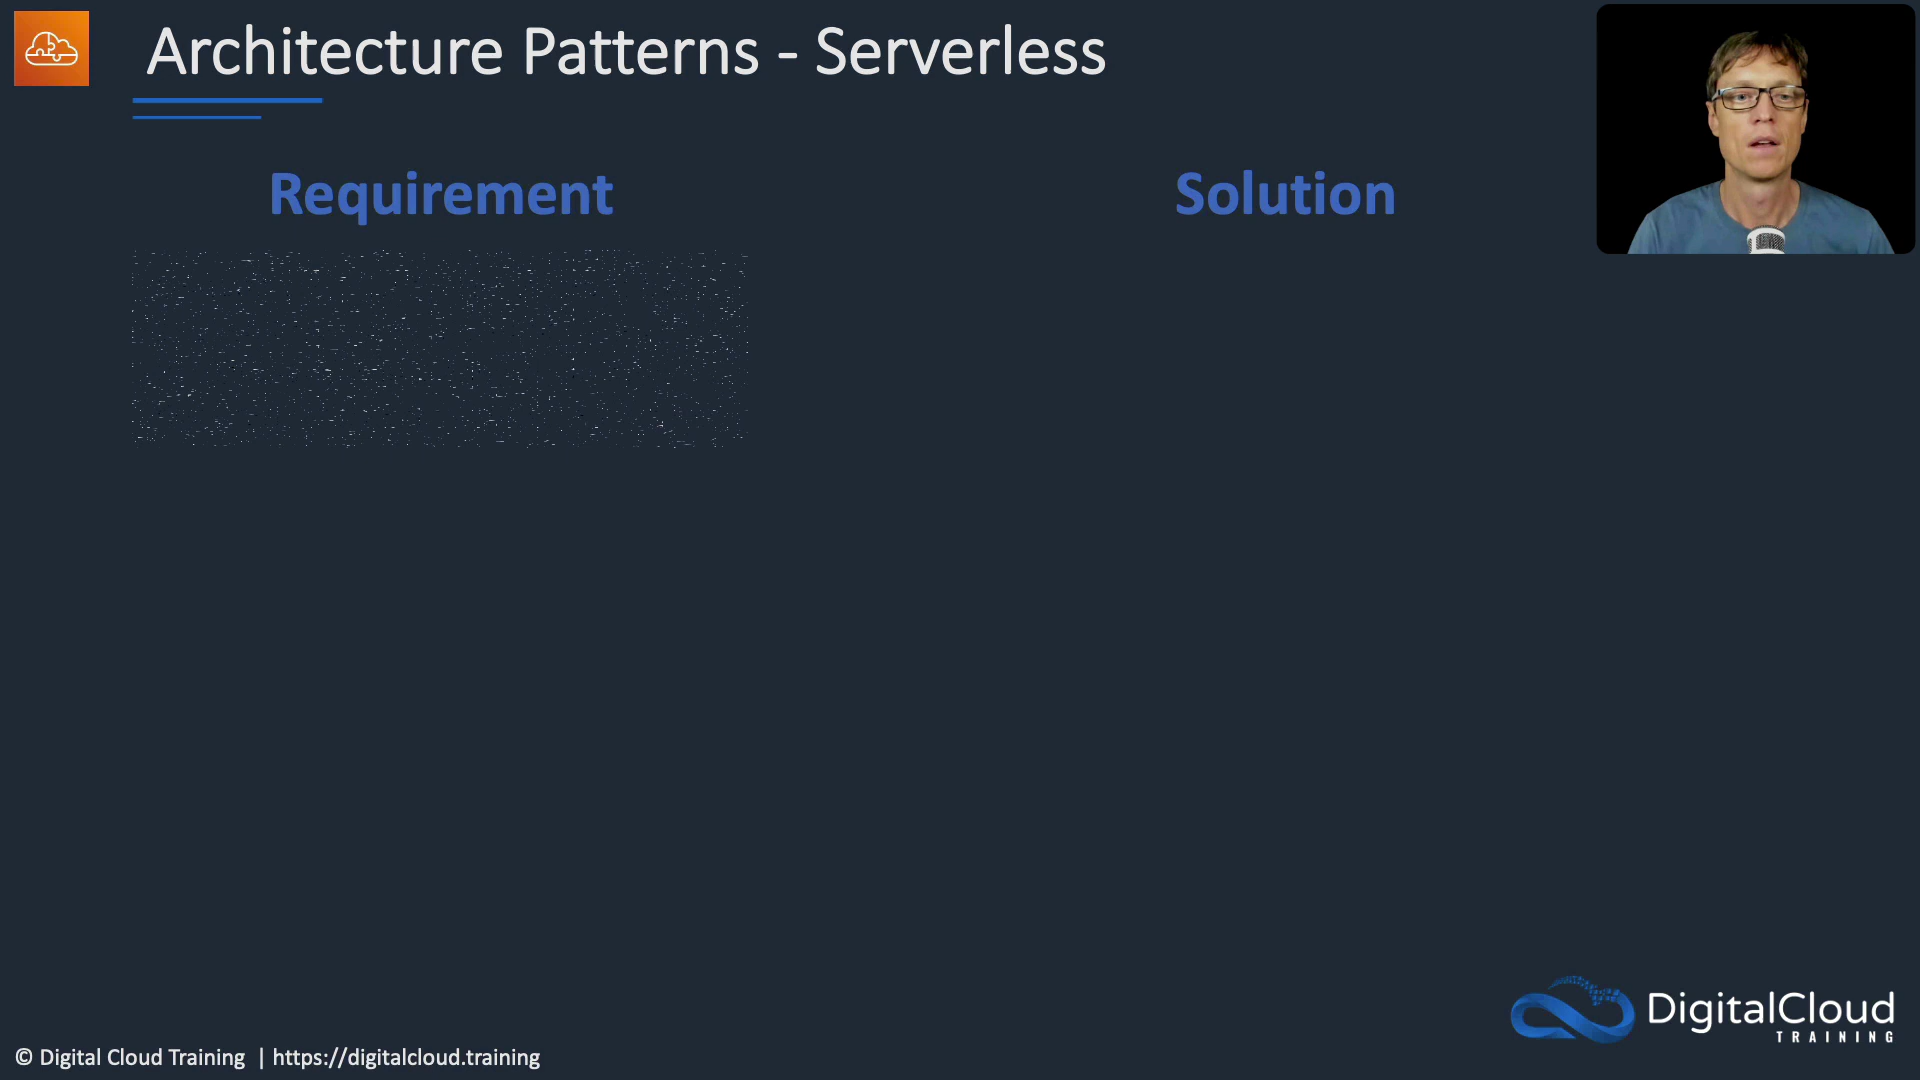 Architecture Patterns - Serverless
Requirement
Solution
DigitalCloud
TRAINING
© Digital Cloud Training | https://digitalcloud.training